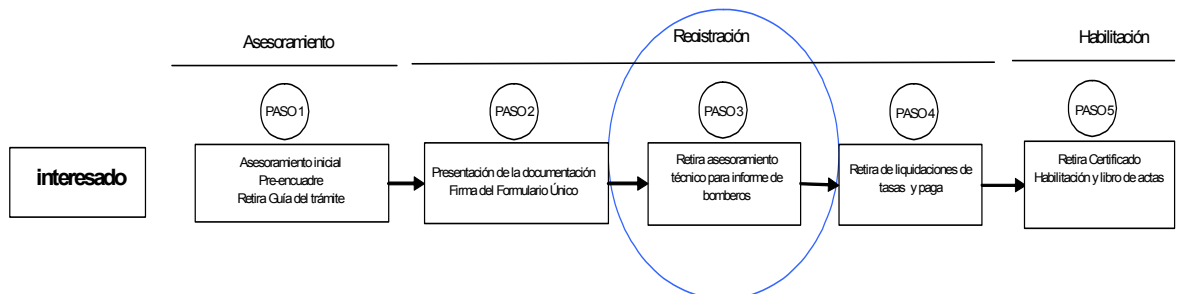 Asesoramiento
Registración
Habilitación
PASO 1
PASO 2
PASO 3
PASO 4
PASO 5
interesado
Asesoramiento inicial
Pre-encuadre
Retira Guía del trámite
Presentación de la documentación
Firma del Formulario Único
Retira asesoramiento
técnico para informe de
bomberos
Retira de liquidaciones de
tasas y paga
Retira Certificado
Habilitación y libro de actas